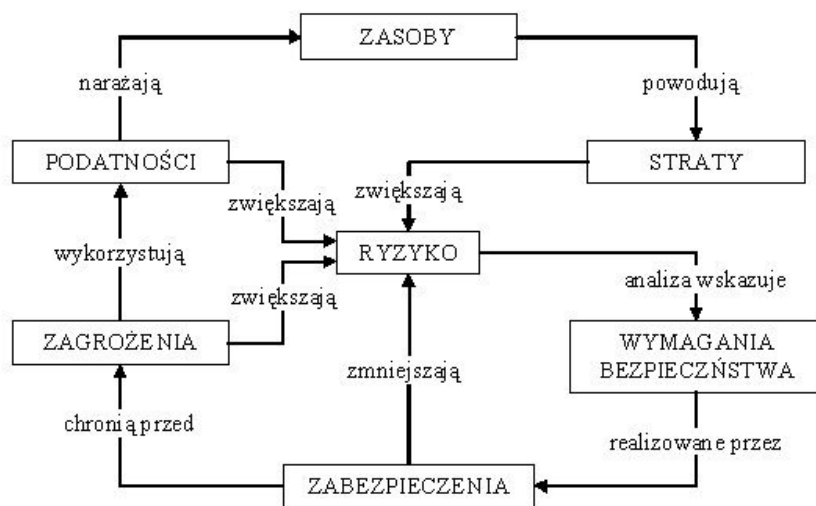 ZASOBY
narażają
powodują
PODATNOŚCI
STRATY
zwiększają
zwiększają
wykorzystują
RYZYKO
zwiększają
analiza wskazuje
ZAGROŻENIA
WYMAGANIA
BEZPIECZŃSTWA
zmniejszają
chronią przed
realizowane przez
ZABEZPIECZENIA